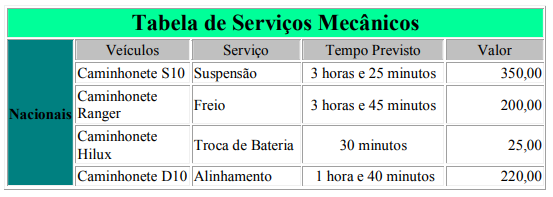 Tabela de Serviços Mecânicos
Veículos Serviço Tempo Previsto Valor
Nacionais
Caminhonete S10 Suspensão 3 horas e 25 minutos 350,00
Caminhonete
Ranger
Freio 3 horas e 45 minutos 200,00
Caminhonete
Hilux
Troca de Bateria 30 minutos 25,00
Caminhonete D10 Alinhamento 1 hora e 40 minutos 220,00